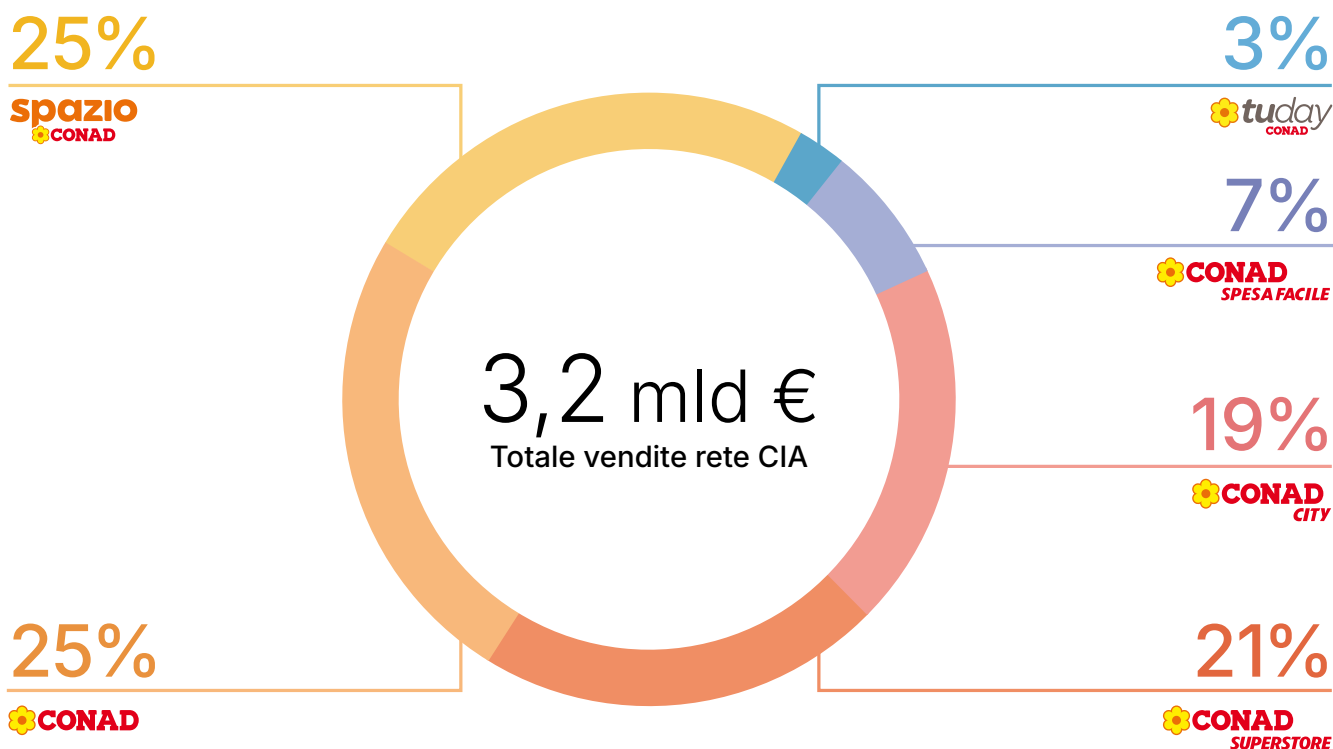 25%
spazio
CONAD
3%
tuday
CONAD
7%
CONAD
SPESA FACILE
3,2 mld €
Totale vendite rete CIA
19%
CONAD
CITY
25%
CONAD
21%
CONAD
SUPERSTORE